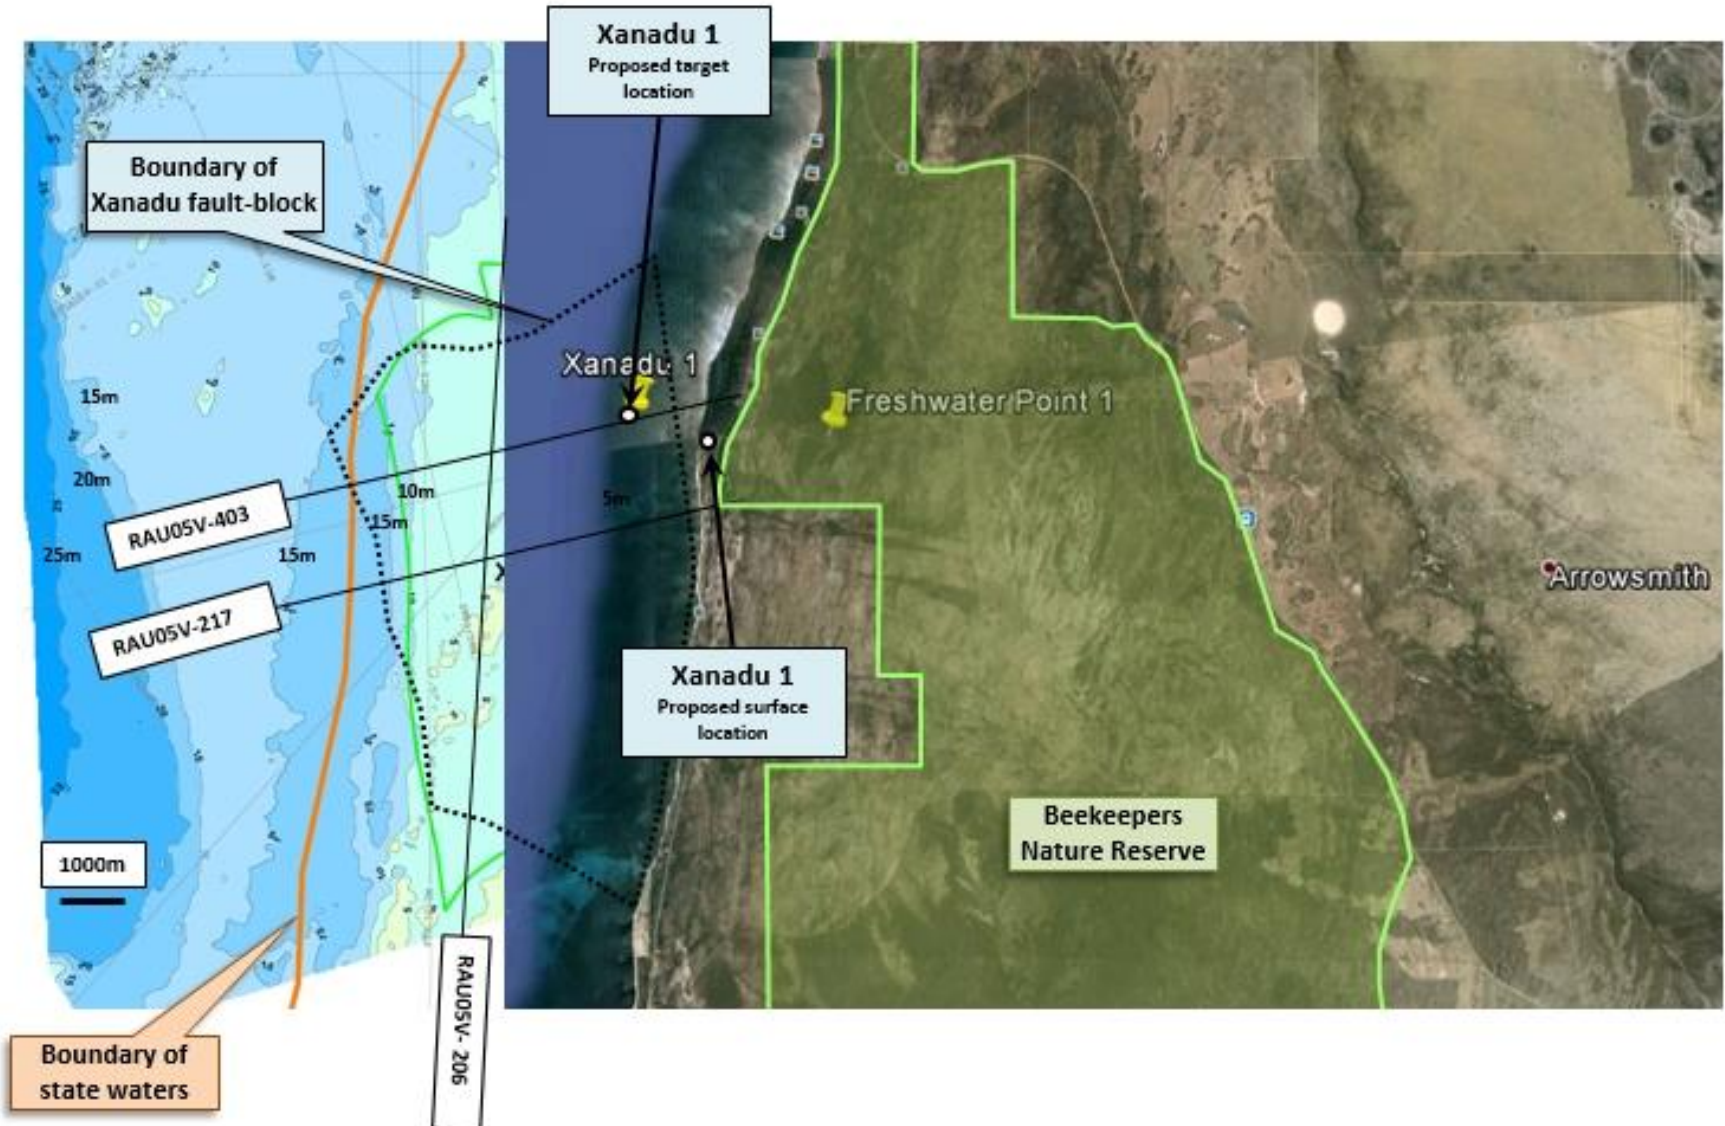 Xanadu 1
Proposed target
location
Boundary of
Xanadu fault-block
Xanadu 1
Freshwater Point 1
15m
20m
25m
RAU05V-403
10m
15m
15m
5m
RAU05V-217
Arrowsmith
Xanadu 1
Proposed surface
location
Beekeepers
Nature Reserve
1000m
RAU05V- 206
Boundary of
state waters